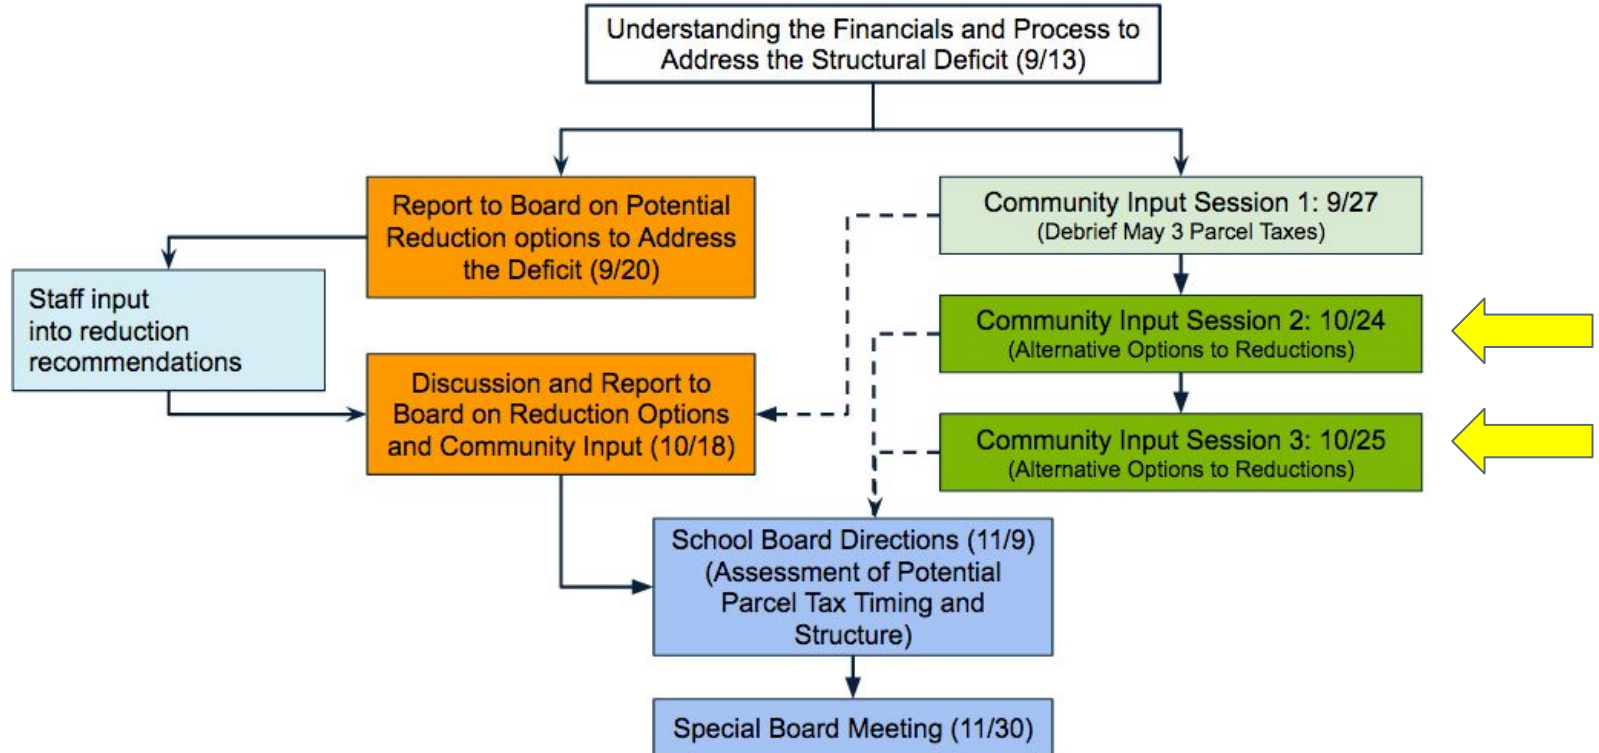 Understanding the Financials and Process to
Address the Structural Deficit (9/13)
Report to Board on Potential
Reduction options to Address
the Deficit (9/20)
Community Input Session 1: 9/27
(Debrief May 3 Parcel Taxes)
Staff input
into reduction
recommendations
Community Input Session 2: 10/24
(Alternative Options to Reductions)
Discussion and Report to
Board on Reduction Options
and Community Input (10/18)
Community Input Session 3: 10/25
(Alternative Options to Reductions)
School Board Directions (11/9)
(Assessment of Potential
Parcel Tax Timing and
Structure)
Special Board Meeting (11/30)